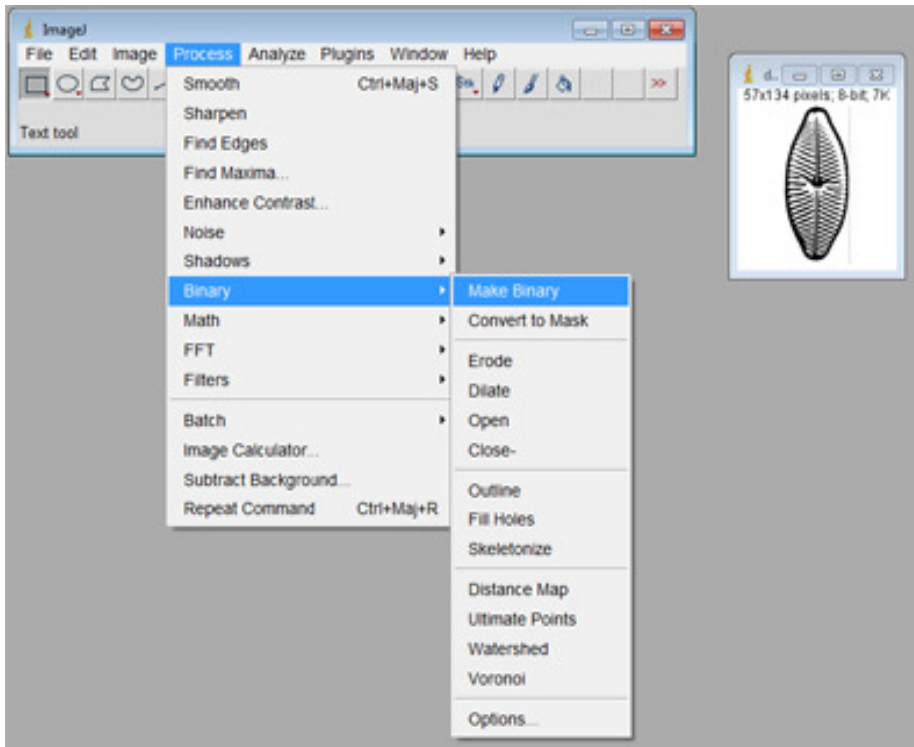 ImageJ
File Edit Image Process Analyze Plugins Window Help
Text tool
Smooth Ctrl+Maj+S
Sharpen
Find Edges
Find Maxima...
Enhance Contrast...
Noise
Shadows
Binary
Math
FFT
Filters
Batch
Image Calculator...
Subtract Background...
Repeat Command Ctrl+Maj+R
Make Binary
Convert to Mask
Erode
Dilate
Open
Close-
Outline
Fill Holes
Skeletonize
Distance Map
Ultimate Points
Watershed
Voronoi
Options...
d..
57x134 pixels; 8-bit; 7K